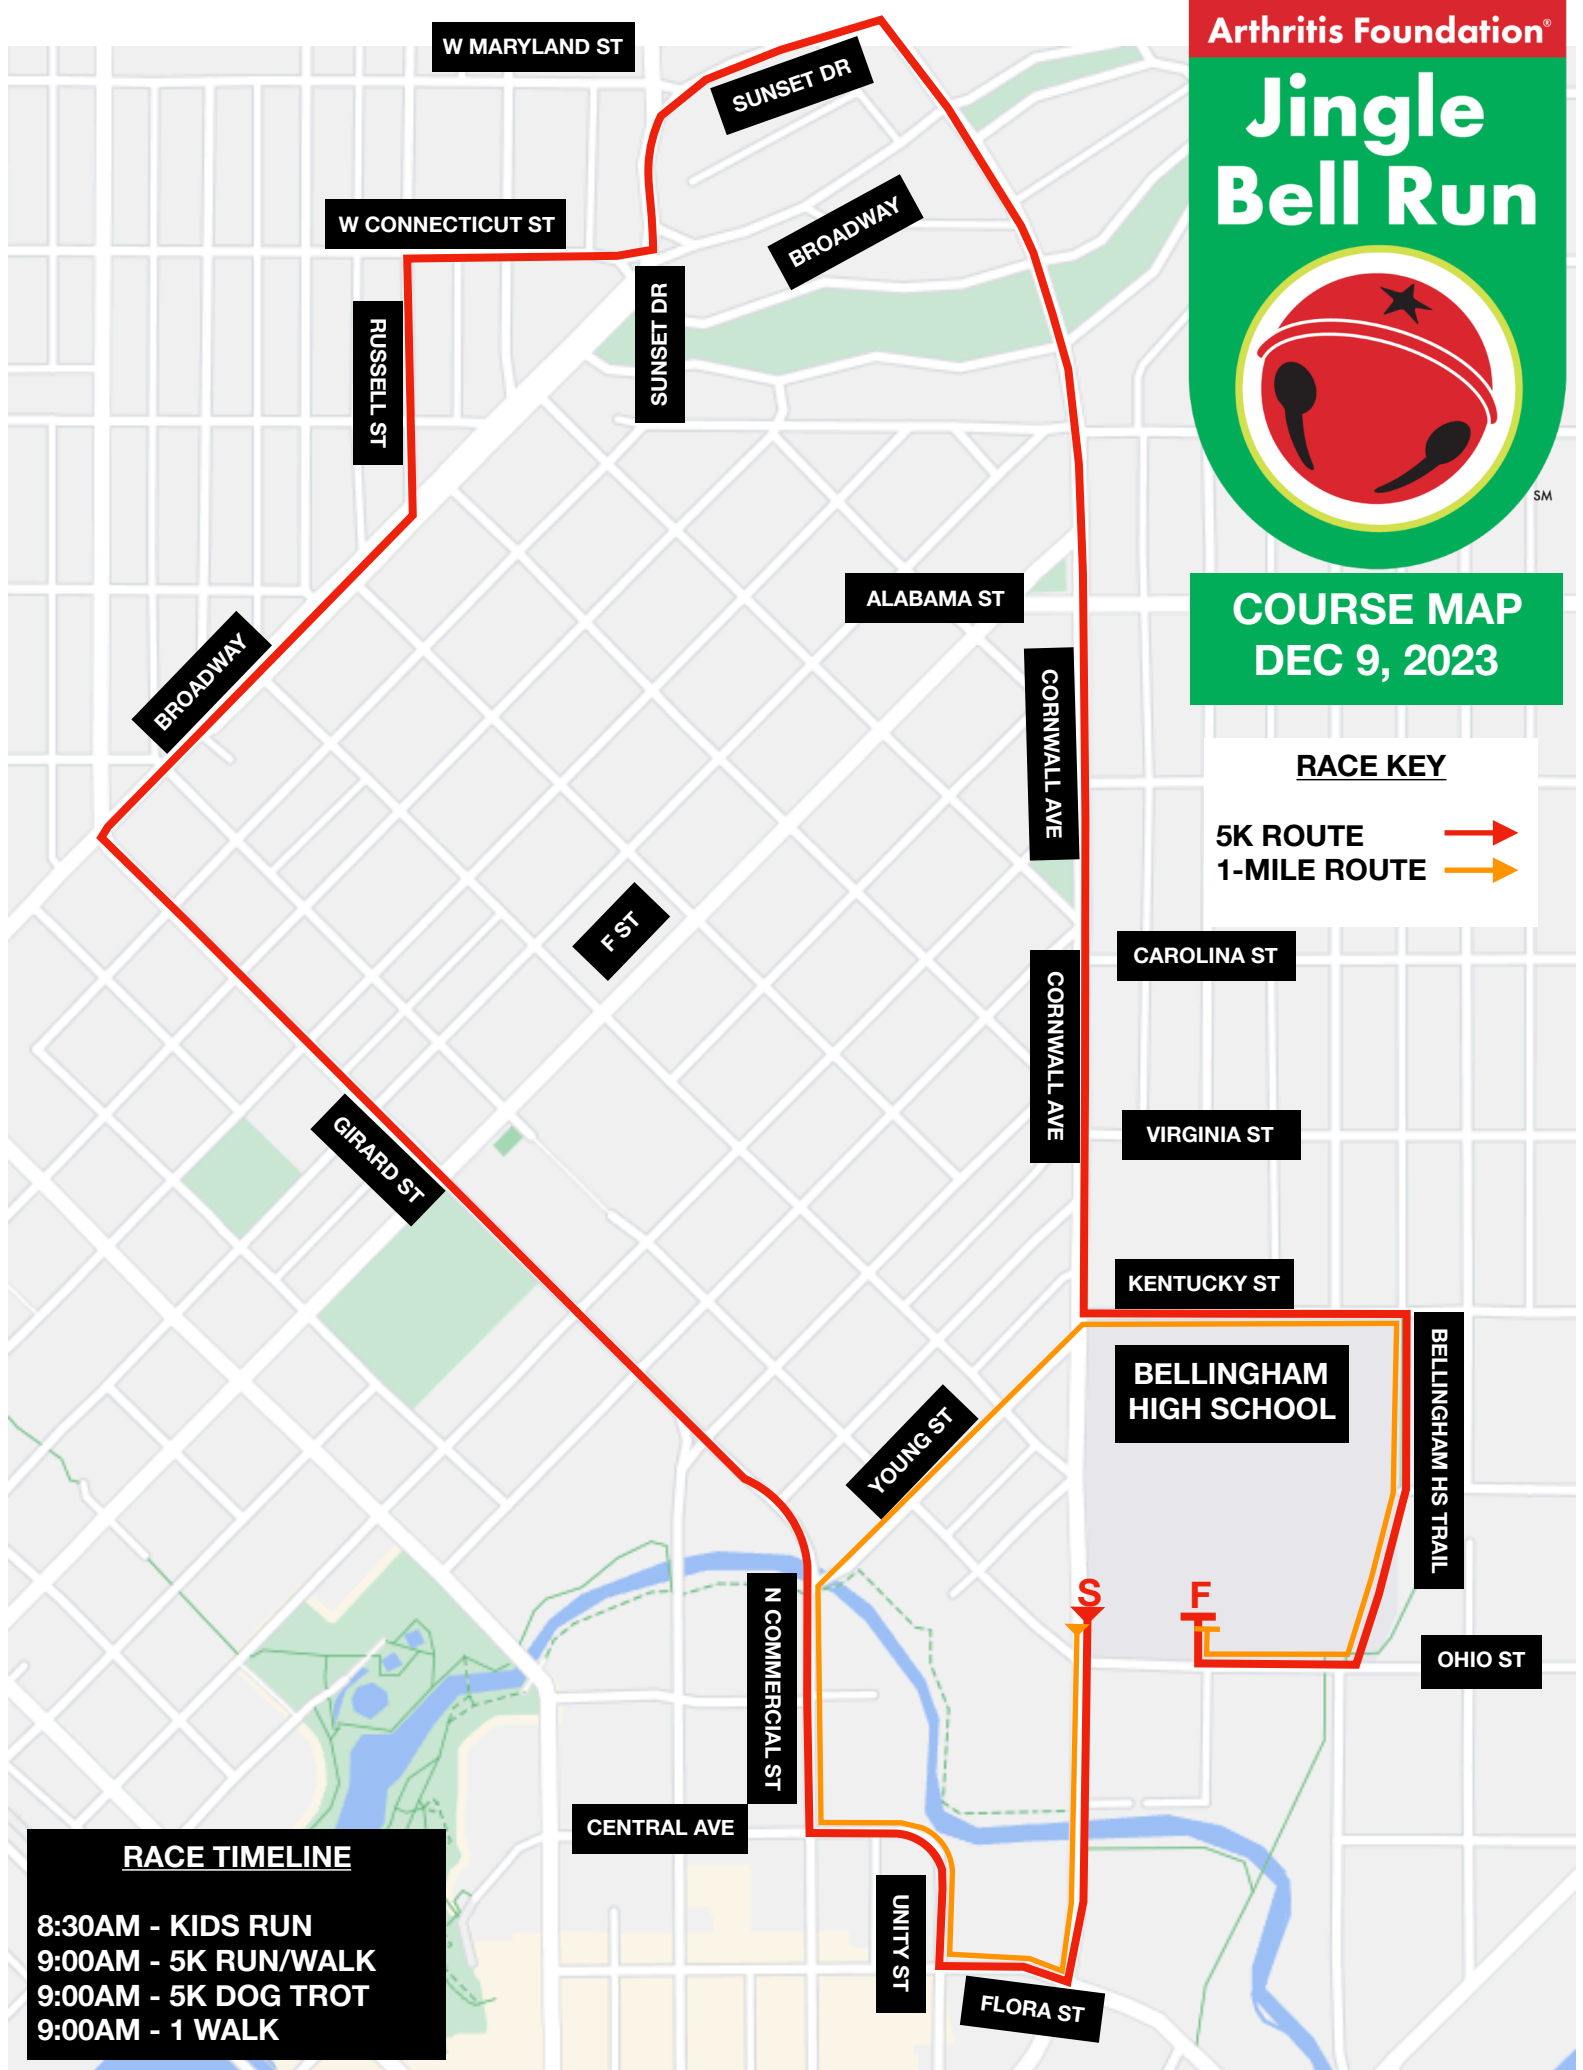 Arthritis Foundation®
Jingle
Bell Run
SM
COURSE MAP
DEC 9, 2023
RACE KEY
5K ROUTE
1-MILE ROUTE
W MARYLAND ST
SUNSET DR
W CONNECTICUT ST
BROADWAY
SUNSET DR
RUSSELL ST
ALABAMA ST
BROADWAY
CORNWALL AVE
F ST
CAROLINA ST
CORNWALL AVE
GIRARD ST
VIRGINIA ST
KENTUCKY ST
BELLINGHAM
HIGH SCHOOL
BELLINGHAM HS TRAIL
YOUNG ST
S
F
N COMMERCIAL ST
OHIO ST
CENTRAL AVE
UNITY ST
FLORA ST
RACE TIMELINE
8:30AM - KIDS RUN
9:00AM - 5K RUN/WALK
9:00AM - 5K DOG TROT
9:00AM - 1 WALK